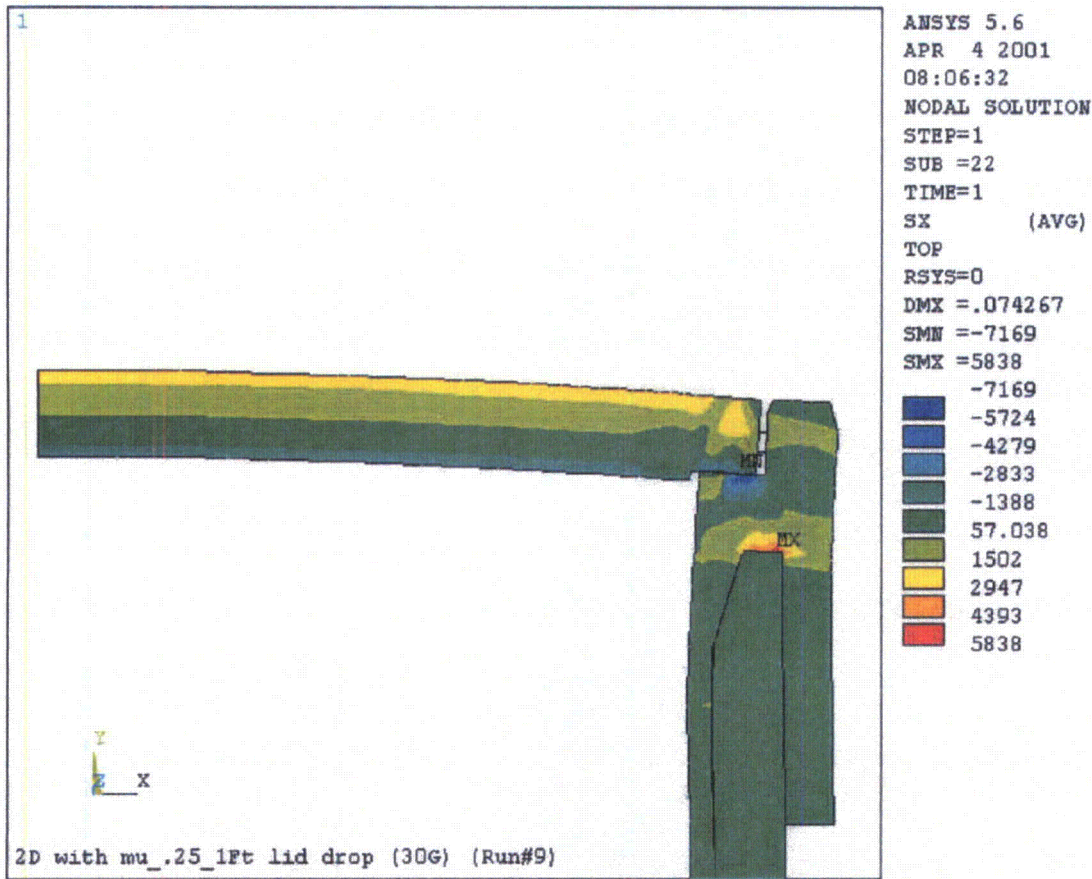 1
ANSYS 5.6
APR 4 2001
08:06:32
NODAL SOLUTION
STEP=1
SUB =22
TIME=1
SX (AVG)
TOP
RSYS=0
DMX =.074267
SMN =-7169
SMX =5838
-7169
-5724
-4279
-2833
-1388
57.038
1502
2947
4393
5838
MN
MX
Y
Z X
2D with mu_.25_1Ft lid drop (30G) (Run#9)